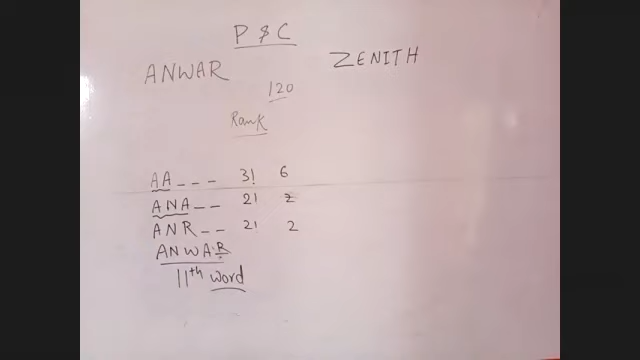 P & C
ANWAR ZENITH
120
Rank
AA _ _ _ 3! 6
ANA _ _ 2! 2
ANR _ _ 2! 2
ANWAR
11th word